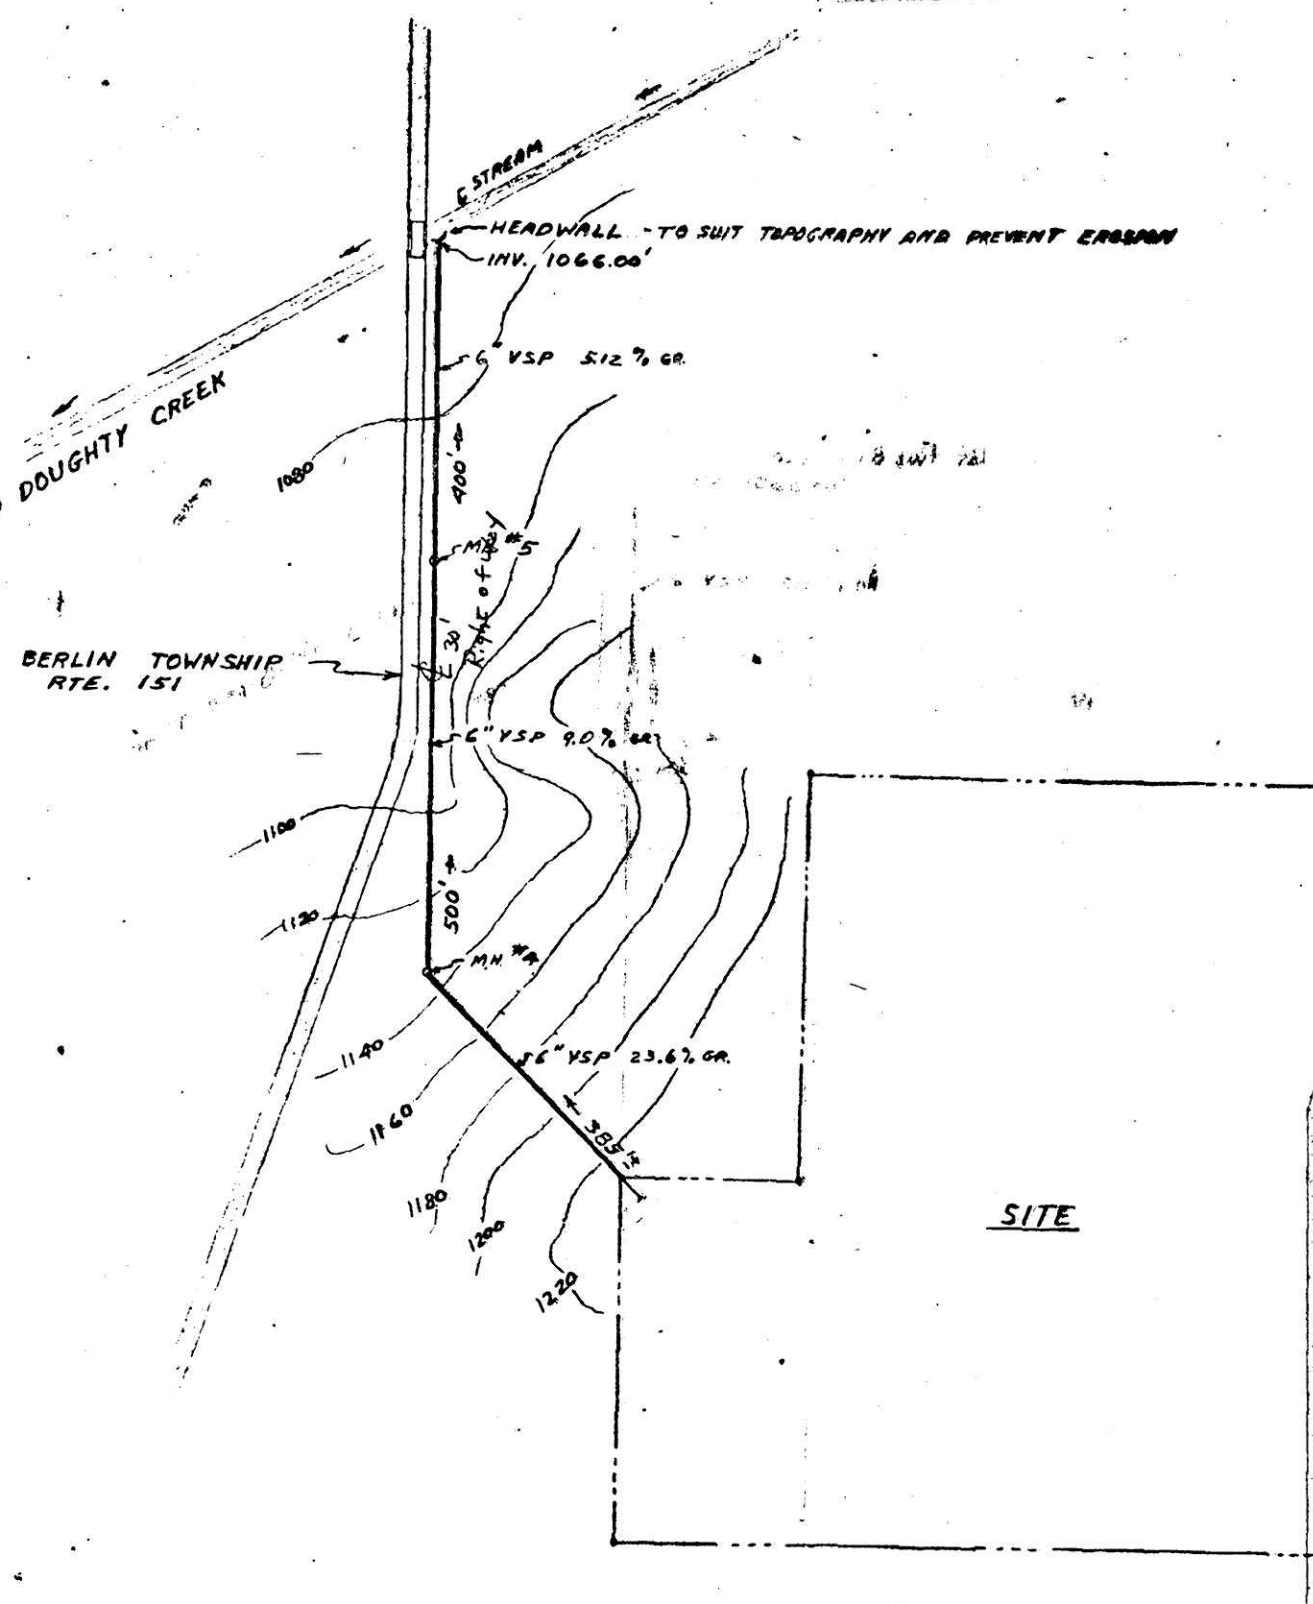 ℄ STREAM
HEADWALL - TO SUIT TOPOGRAPHY AND PREVENT EROSION
INV. 1066.00'
6" VSP 5.12 % GR.
DOUGHTY CREEK
1080
400' ±
M.H. #5
30'
Right of Way
BERLIN TOWNSHIP
RTE. 151
6" VSP 9.0 % GR.
1100
1120
500' ±
M.H. #4
1140
6" VSP 23.6 % GR.
1160
385' ±
1180
1200
1220
SITE